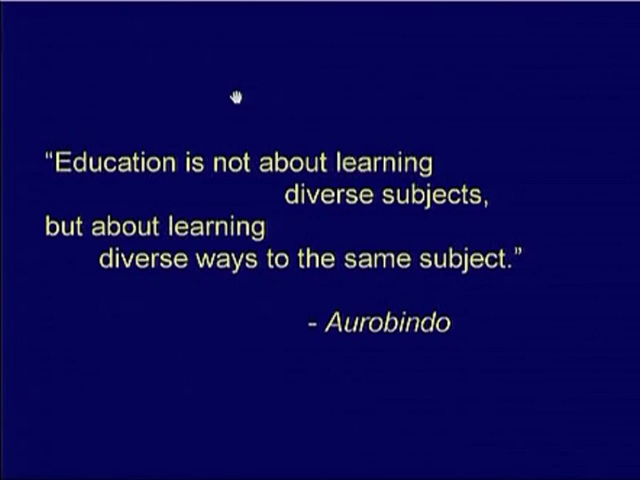 “Education is not about learning
diverse subjects,
but about learning
diverse ways to the same subject.”
- Aurobindo